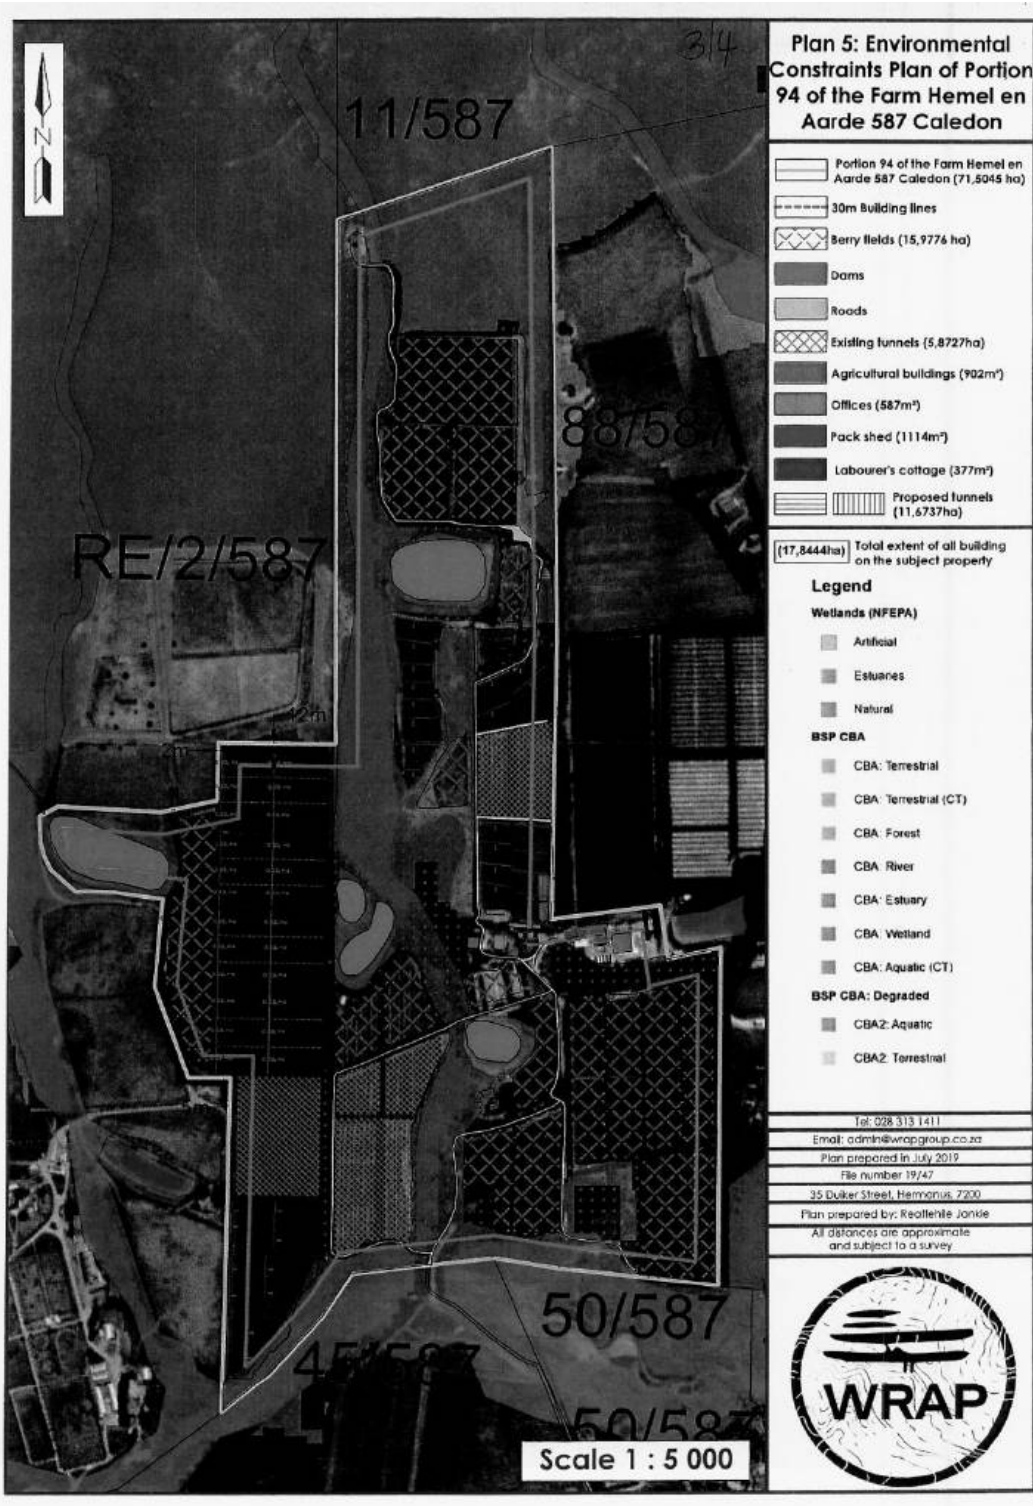 3/4
11/587
88/587
RE/2/587
12m
50/587
45/587
50/587
Scale 1 : 5 000
N
Plan 5: Environmental
Constraints Plan of Portion
94 of the Farm Hemel en
Aarde 587 Caledon
Portion 94 of the Farm Hemel en
Aarde 587 Caledon (71,5045 ha)
30m Building lines
Berry fields (15,9776 ha)
Dams
Roads
Existing tunnels (5,8727ha)
Agricultural buildings (902m²)
Offices (587m²)
Pack shed (1114m²)
Labourer's cottage (377m²)
Proposed tunnels
(11,6737ha)
(17,8444ha) Total extent of all building
on the subject property
Legend
Wetlands (NFEPA)
Artificial
Estuaries
Natural
BSP CBA
CBA: Terrestrial
CBA: Terrestrial (CT)
CBA: Forest
CBA: River
CBA: Estuary
CBA: Wetland
CBA: Aquatic (CT)
BSP CBA: Degraded
CBA2: Aquatic
CBA2: Terrestrial
Tel: 028 313 1411
Email: admin@wrapgroup.co.za
Plan prepared in July 2019
File number 19/47
35 Duiker Street, Hermanus, 7200
Plan prepared by: Reatlehile Jankie
All distances are approximate
and subject to a survey
WRAP